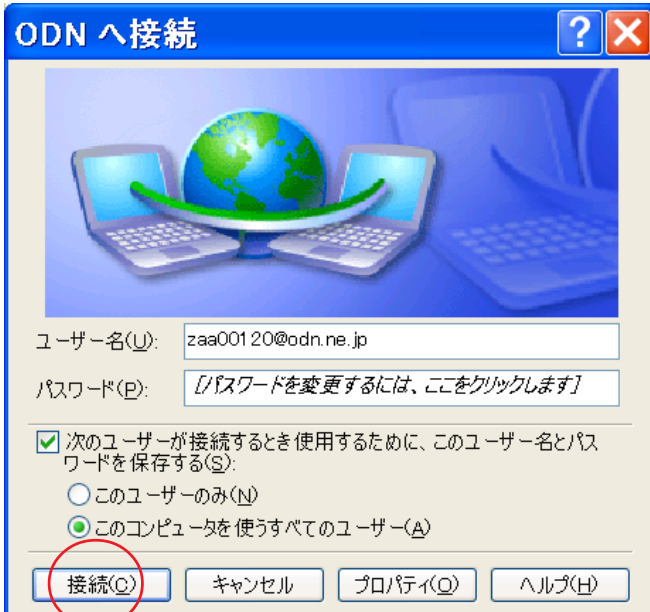 ODN へ接続
ユーザー名(U):
zaa00120@odn.ne.jp
パスワード(P):
[パスワードを変更するには、ここをクリックします]
次のユーザーが接続するとき使用するために、このユーザー名とパス
ワードを保存する(S):
このユーザーのみ(N)
このコンピュータを使うすべてのユーザー(A)
接続(C) キャンセル プロパティ(O) ヘルプ(H)